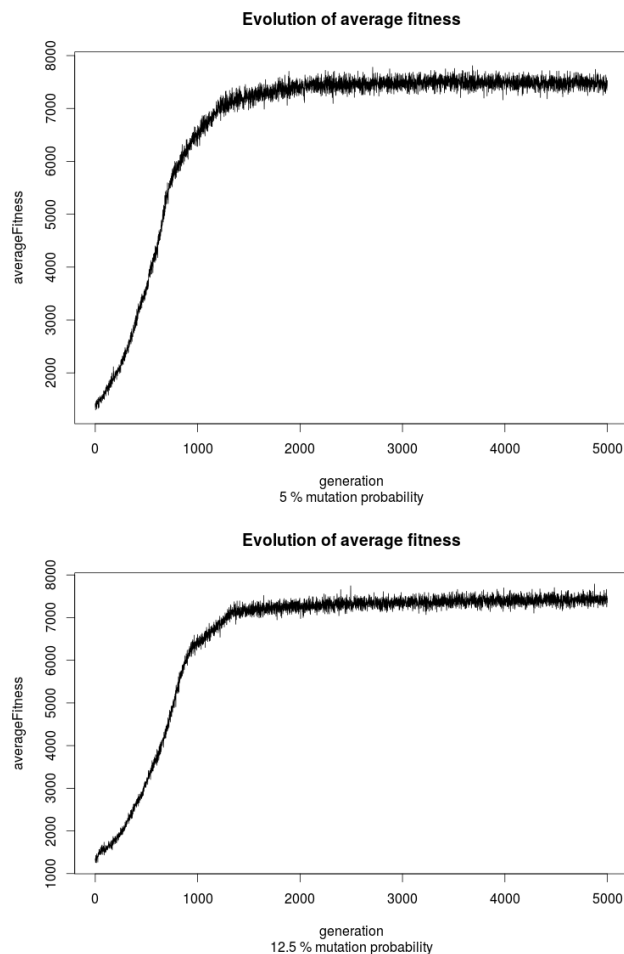 Evolution of average fitness
8000
7000
6000
5000
4000
3000
2000
averageFitness
0 1000 2000 3000 4000 5000
generation
5 % mutation probability
Evolution of average fitness
8000
7000
6000
5000
4000
3000
2000
1000
averageFitness
0 1000 2000 3000 4000 5000
generation
12.5 % mutation probability